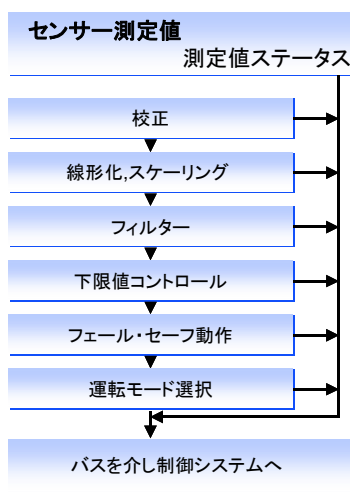 センサー測定値
測定値ステータス
校正
線形化,スケーリング
フィルター
下限値コントロール
フェール・セーフ動作
運転モード選択
バスを介し制御システムへ